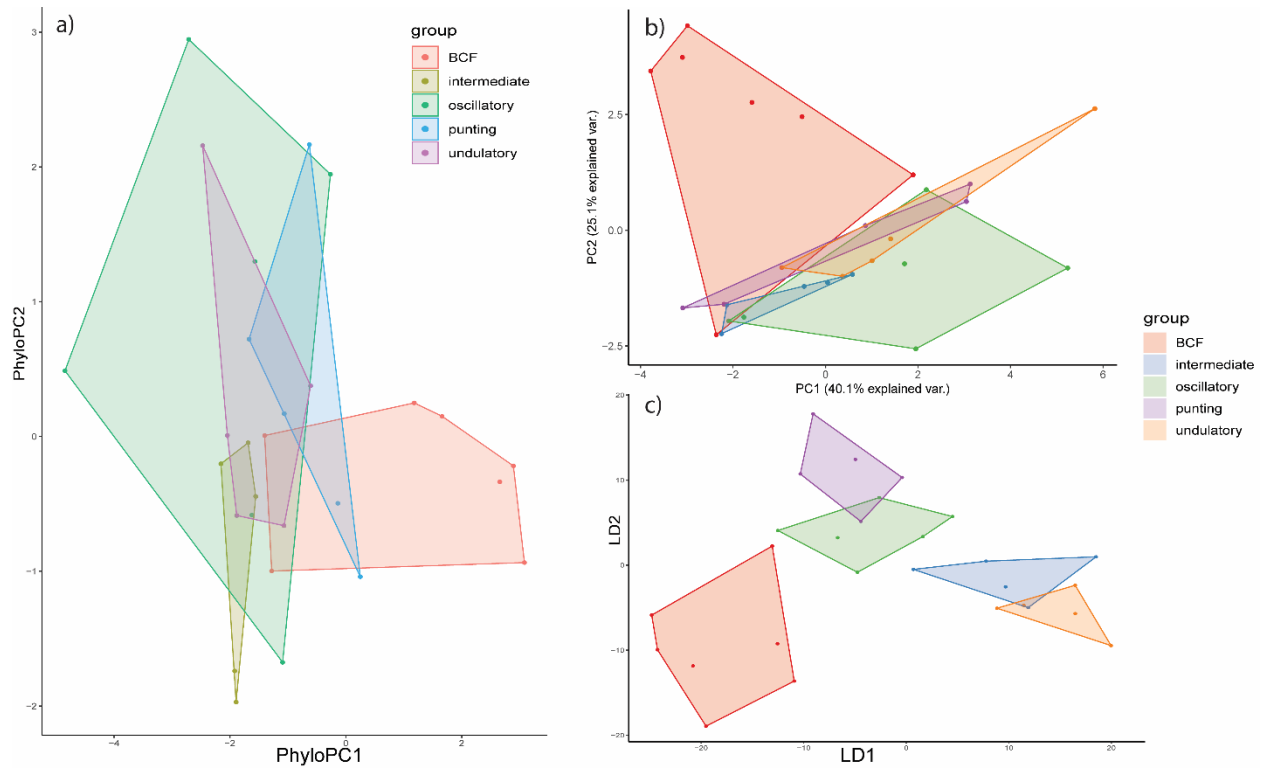 a)
group
BCF
intermediate
oscillatory
punting
undulatory
3
2
1
0
−1
−2
PhyloPC2
−4
−2
0
2
PhyloPC1
b)
2.5
0.0
−2.5
PC2 (25.1% explained var.)
−4
−2
0
2
4
6
PC1 (40.1% explained var.)
group
BCF
intermediate
oscillatory
punting
undulatory
c)
20
10
0
−10
−20
LD2
−20
−10
0
10
20
LD1